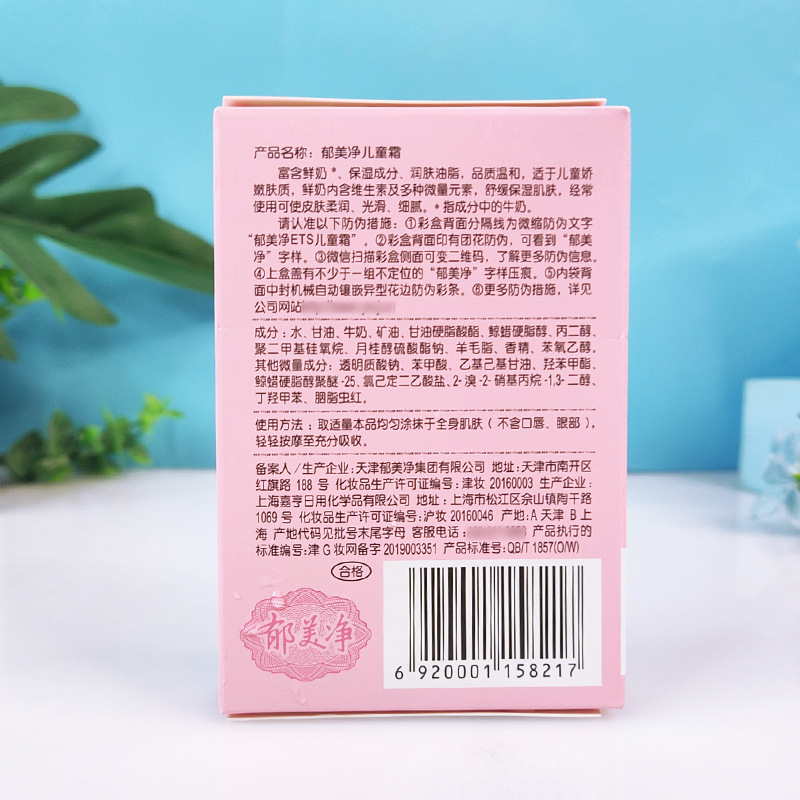 产品名称：郁美净儿童霜
富含鲜奶*、保湿成分、润肤油脂，品质温和，适于儿童娇
嫩肤质，鲜奶内含维生素及多种微量元素，舒缓保湿肌肤，经常
使用可使皮肤柔润、光滑、细腻。*指成分中的牛奶。
请认准以下防伪措施：①彩盒背面分隔线为微缩防伪文字
“郁美净ETS儿童霜”。②彩盒背面印有团花防伪，可看到“郁美
净”字样。③微信扫描彩盒侧面可变二维码，了解更多防伪信息。
④上盒盖有不少于一组不定位的“郁美净”字样压痕。⑤内袋背
面中封机械自动镶嵌异型花边防伪彩条。⑥更多防伪措施，详见
公司网站
成分：水、甘油、牛奶、矿油、甘油硬脂酸酯、鲸蜡硬脂醇、丙二醇、
聚二甲基硅氧烷、月桂醇硫酸酯钠、羊毛脂、香精、苯氧乙醇。
其他微量成分：透明质酸钠、苯甲酸、乙基己基甘油、羟苯甲酯、
鲸蜡硬脂醇聚醚-25、氯己定二乙酸盐、2-溴-2-硝基丙烷-1,3-二醇、
丁羟甲苯、胭脂虫红。
使用方法：取适量本品均匀涂抹于全身肌肤（不含口唇、眼部），
轻轻按摩至充分吸收。
备案人/生产企业：天津郁美净集团有限公司 地址：天津市南开区
红旗路188号 化妆品生产许可证编号：津妆20160003 生产企业：
上海嘉亨日用化学品有限公司 地址：上海市松江区佘山镇陶干路
1069号 化妆品生产许可证编号：沪妆20160046 产地：A天津 B上
海 产地代码见批号末尾字母 客服电话： 产品执行的
标准编号：津G妆网备字2019003351 产品标准号：QB/T 1857(O/W)
合格
郁美净
6 920001 158217